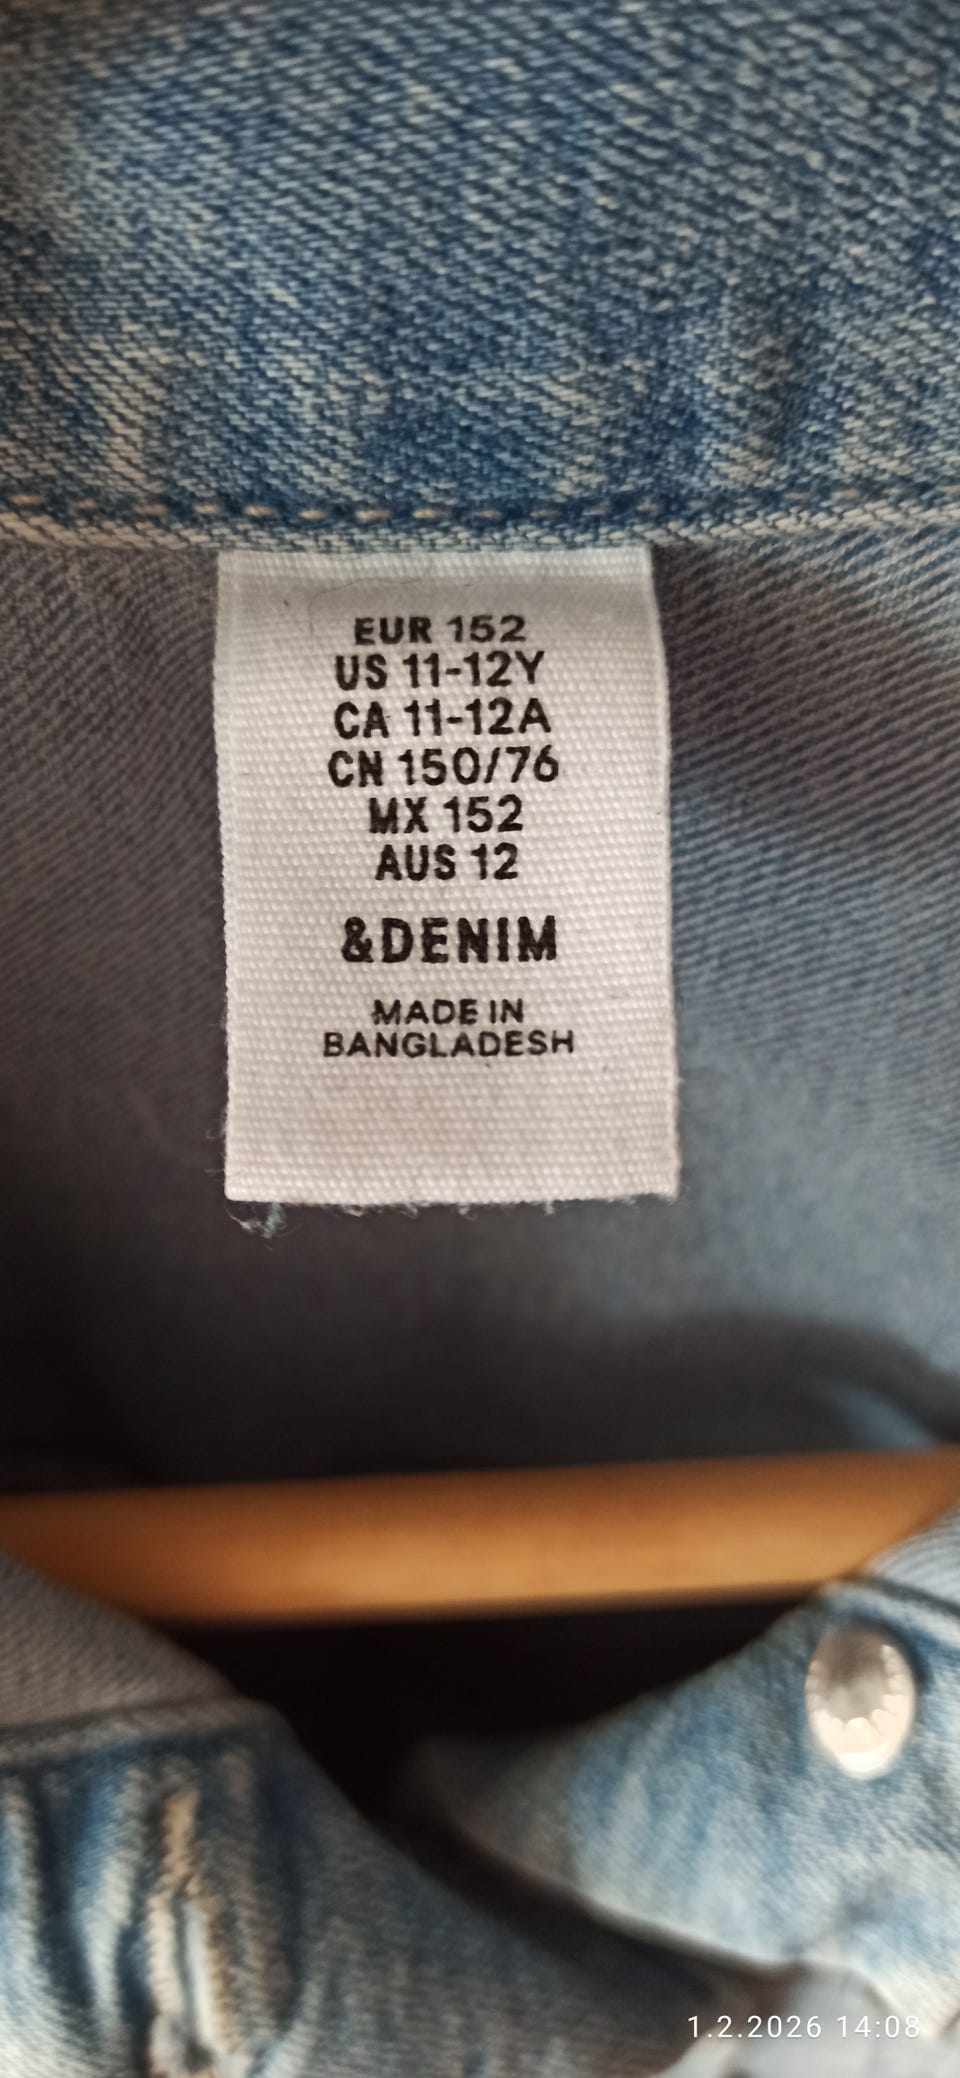 EUR 152
US 11-12Y
CA 11-12A
CN 150/76
MX 152
AUS 12
&DENIM
MADE IN
BANGLADESH
1.2.2026 14:08